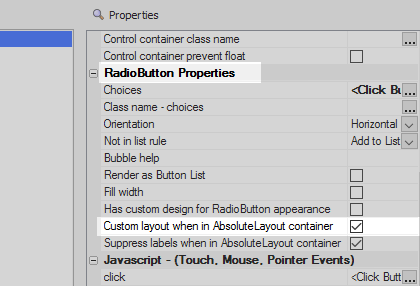 Properties
Control container class name ...
Control container prevent float
RadioButton Properties
Choices <Click Bu ...
Class name - choices ...
Orientation Horizontal
Not in list rule Add to List
Bubble help
Render as Button List
Fill width
Has custom design for RadioButton appearance
Custom layout when in AbsoluteLayout container
Suppress labels when in AbsoluteLayout container
Javascript - (Touch, Mouse, Pointer Events)
click <Click Butt ...